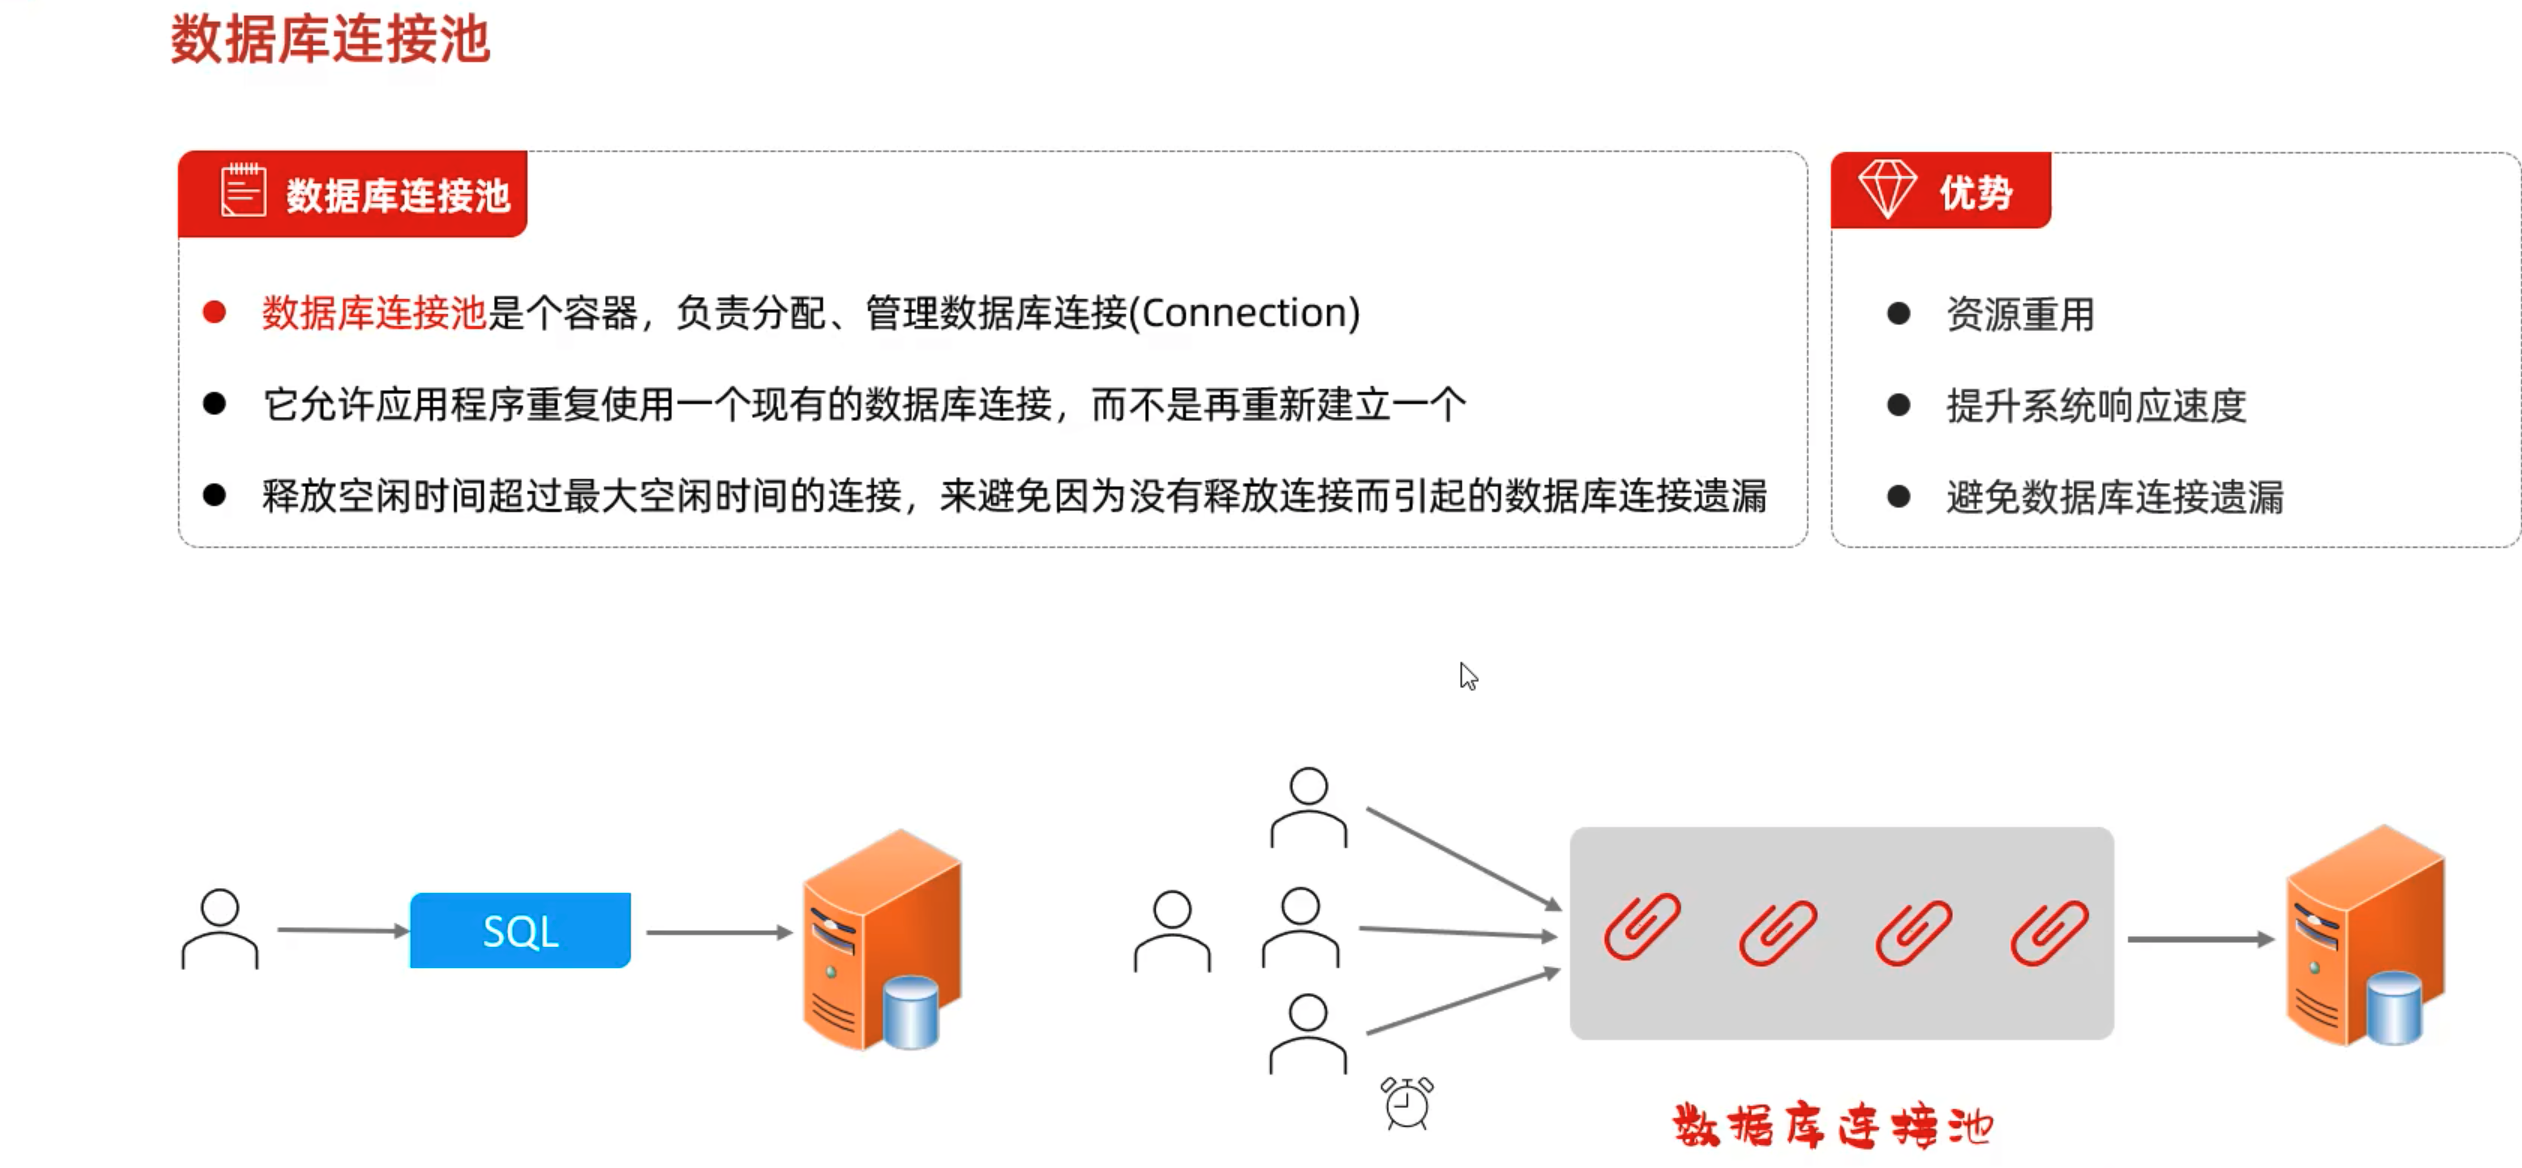 数据库连接池
数据库连接池
数据库连接池是个容器，负责分配、管理数据库连接(Connection)
它允许应用程序重复使用一个现有的数据库连接，而不是再重新建立一个
释放空闲时间超过最大空闲时间的连接，来避免因为没有释放连接而引起的数据库连接遗漏
优势
资源重用
提升系统响应速度
避免数据库连接遗漏
SQL
数据库连接池